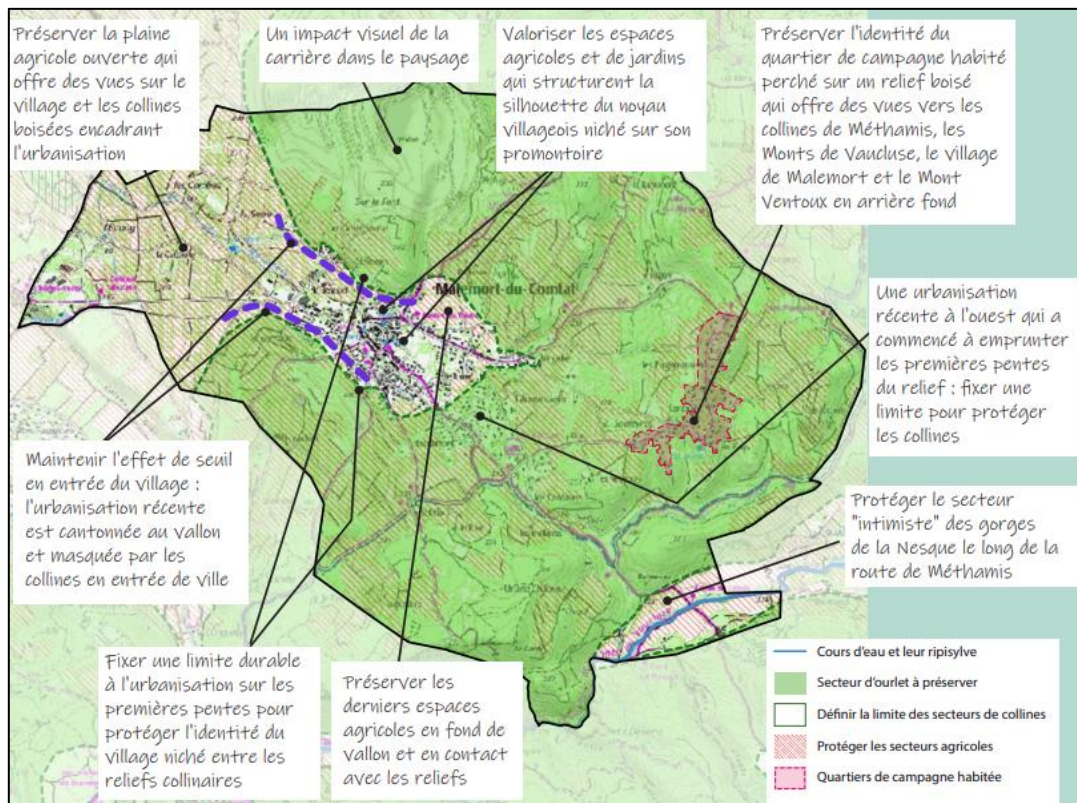 Préserver la plaine
agricole ouverte qui
offre des vues sur le
village et les collines
boisées encadrant
l'urbanisation
Un impact visuel de la
carrière dans le paysage
Valoriser les espaces
agricoles et de jardins
qui structurent la
silhouette du noyau
villageois niché sur son
promontoire
Préserver l'identité du
quartier de campagne habité
perché sur un relief boisé
qui offre des vues vers les
collines de Méthamis, les
Monts de Vaucluse, le village
de Malemort et le Mont
Ventoux en arrière fond
Malemort-du-Comtat
Une urbanisation
récente à l'ouest qui a
commencé à emprunter
les premières pentes
du relief : fixer une
limite pour protéger
les collines
Maintenir l'effet de seuil
en entrée du village :
l'urbanisation récente
est cantonnée au vallon
et masquée par les
collines en entrée de ville
Protéger le secteur
"intimiste" des gorges
de la Nesque le long de la
route de Méthamis
Fixer une limite durable
à l'urbanisation sur les
premières pentes pour
protéger l'identité du
village niché entre les
reliefs collinaires
Préserver les
derniers espaces
agricoles en fond de
vallon et en contact
avec les reliefs
Cours d'eau et leur ripisylve
Secteur d'ourlet à préserver
Définir la limite des secteurs de collines
Protéger les secteurs agricoles
Quartiers de campagne habitée